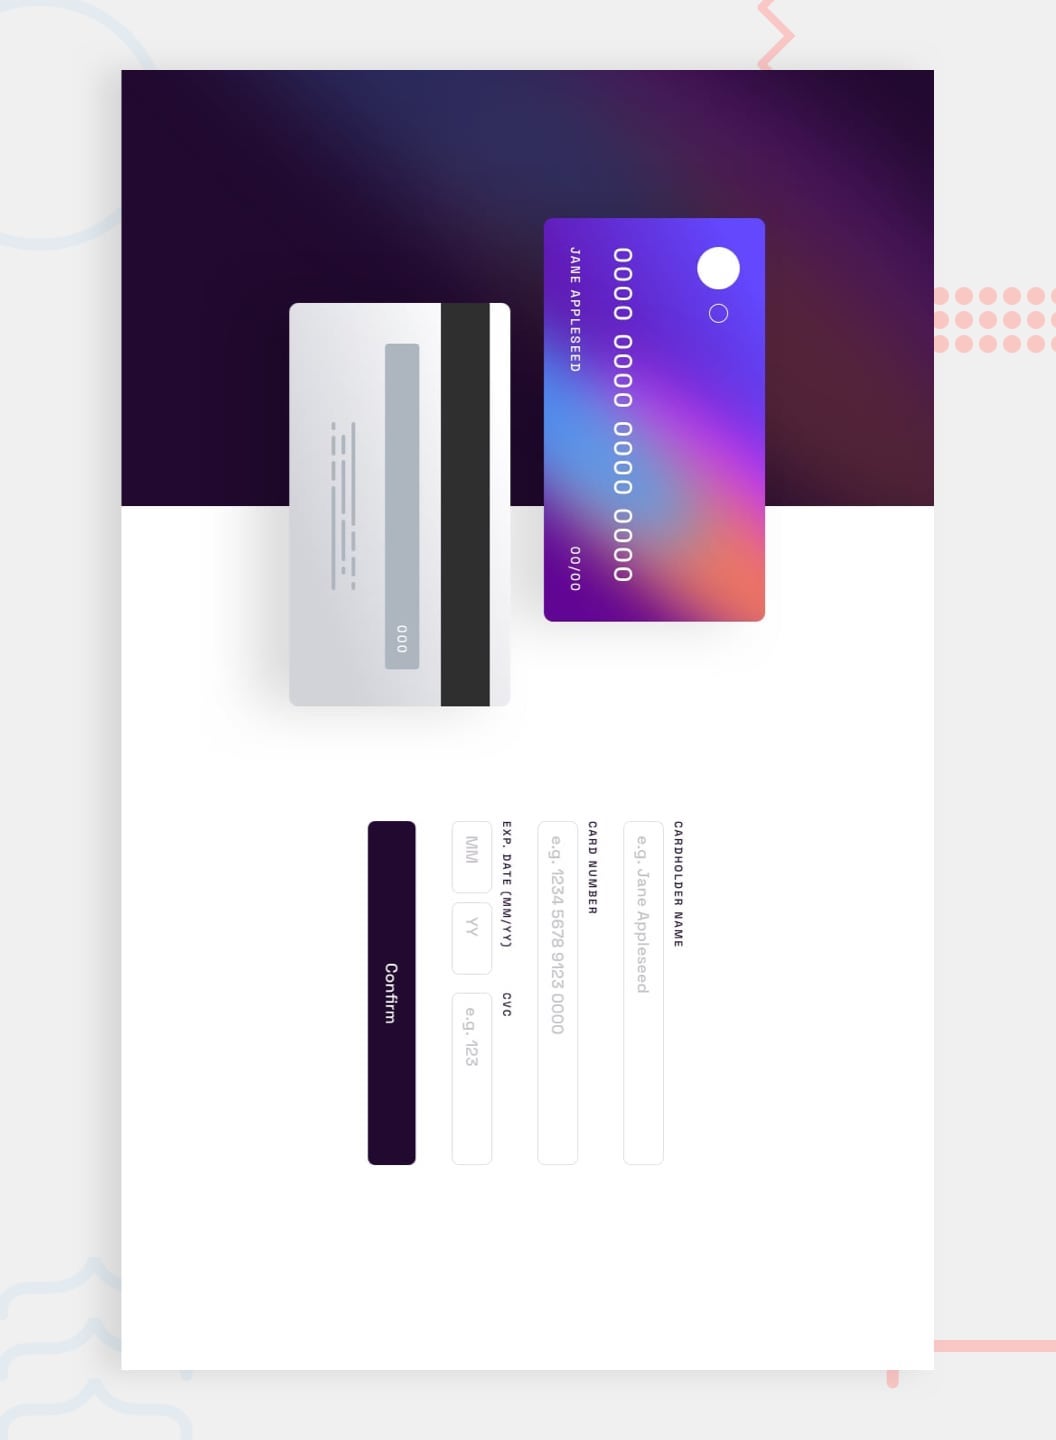 0000 0000 0000 0000
JANE APPLESEED
00/00
000
CARDHOLDER NAME
e.g. Jane Appleseed
CARD NUMBER
e.g. 1234 5678 9123 0000
EXP. DATE (MM/YY)
CVC
MM
YY
e.g. 123
Confirm